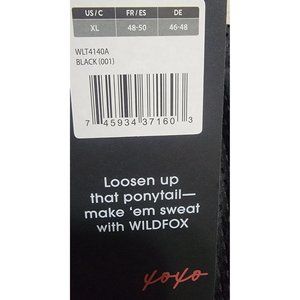 US / C FR / ES DE
XL 48-50 46-48
WLT4140A
BLACK (001)
7 45934 37160 3
Loosen up
that ponytail—
make ‘em sweat
with WILDFOX
xoxo